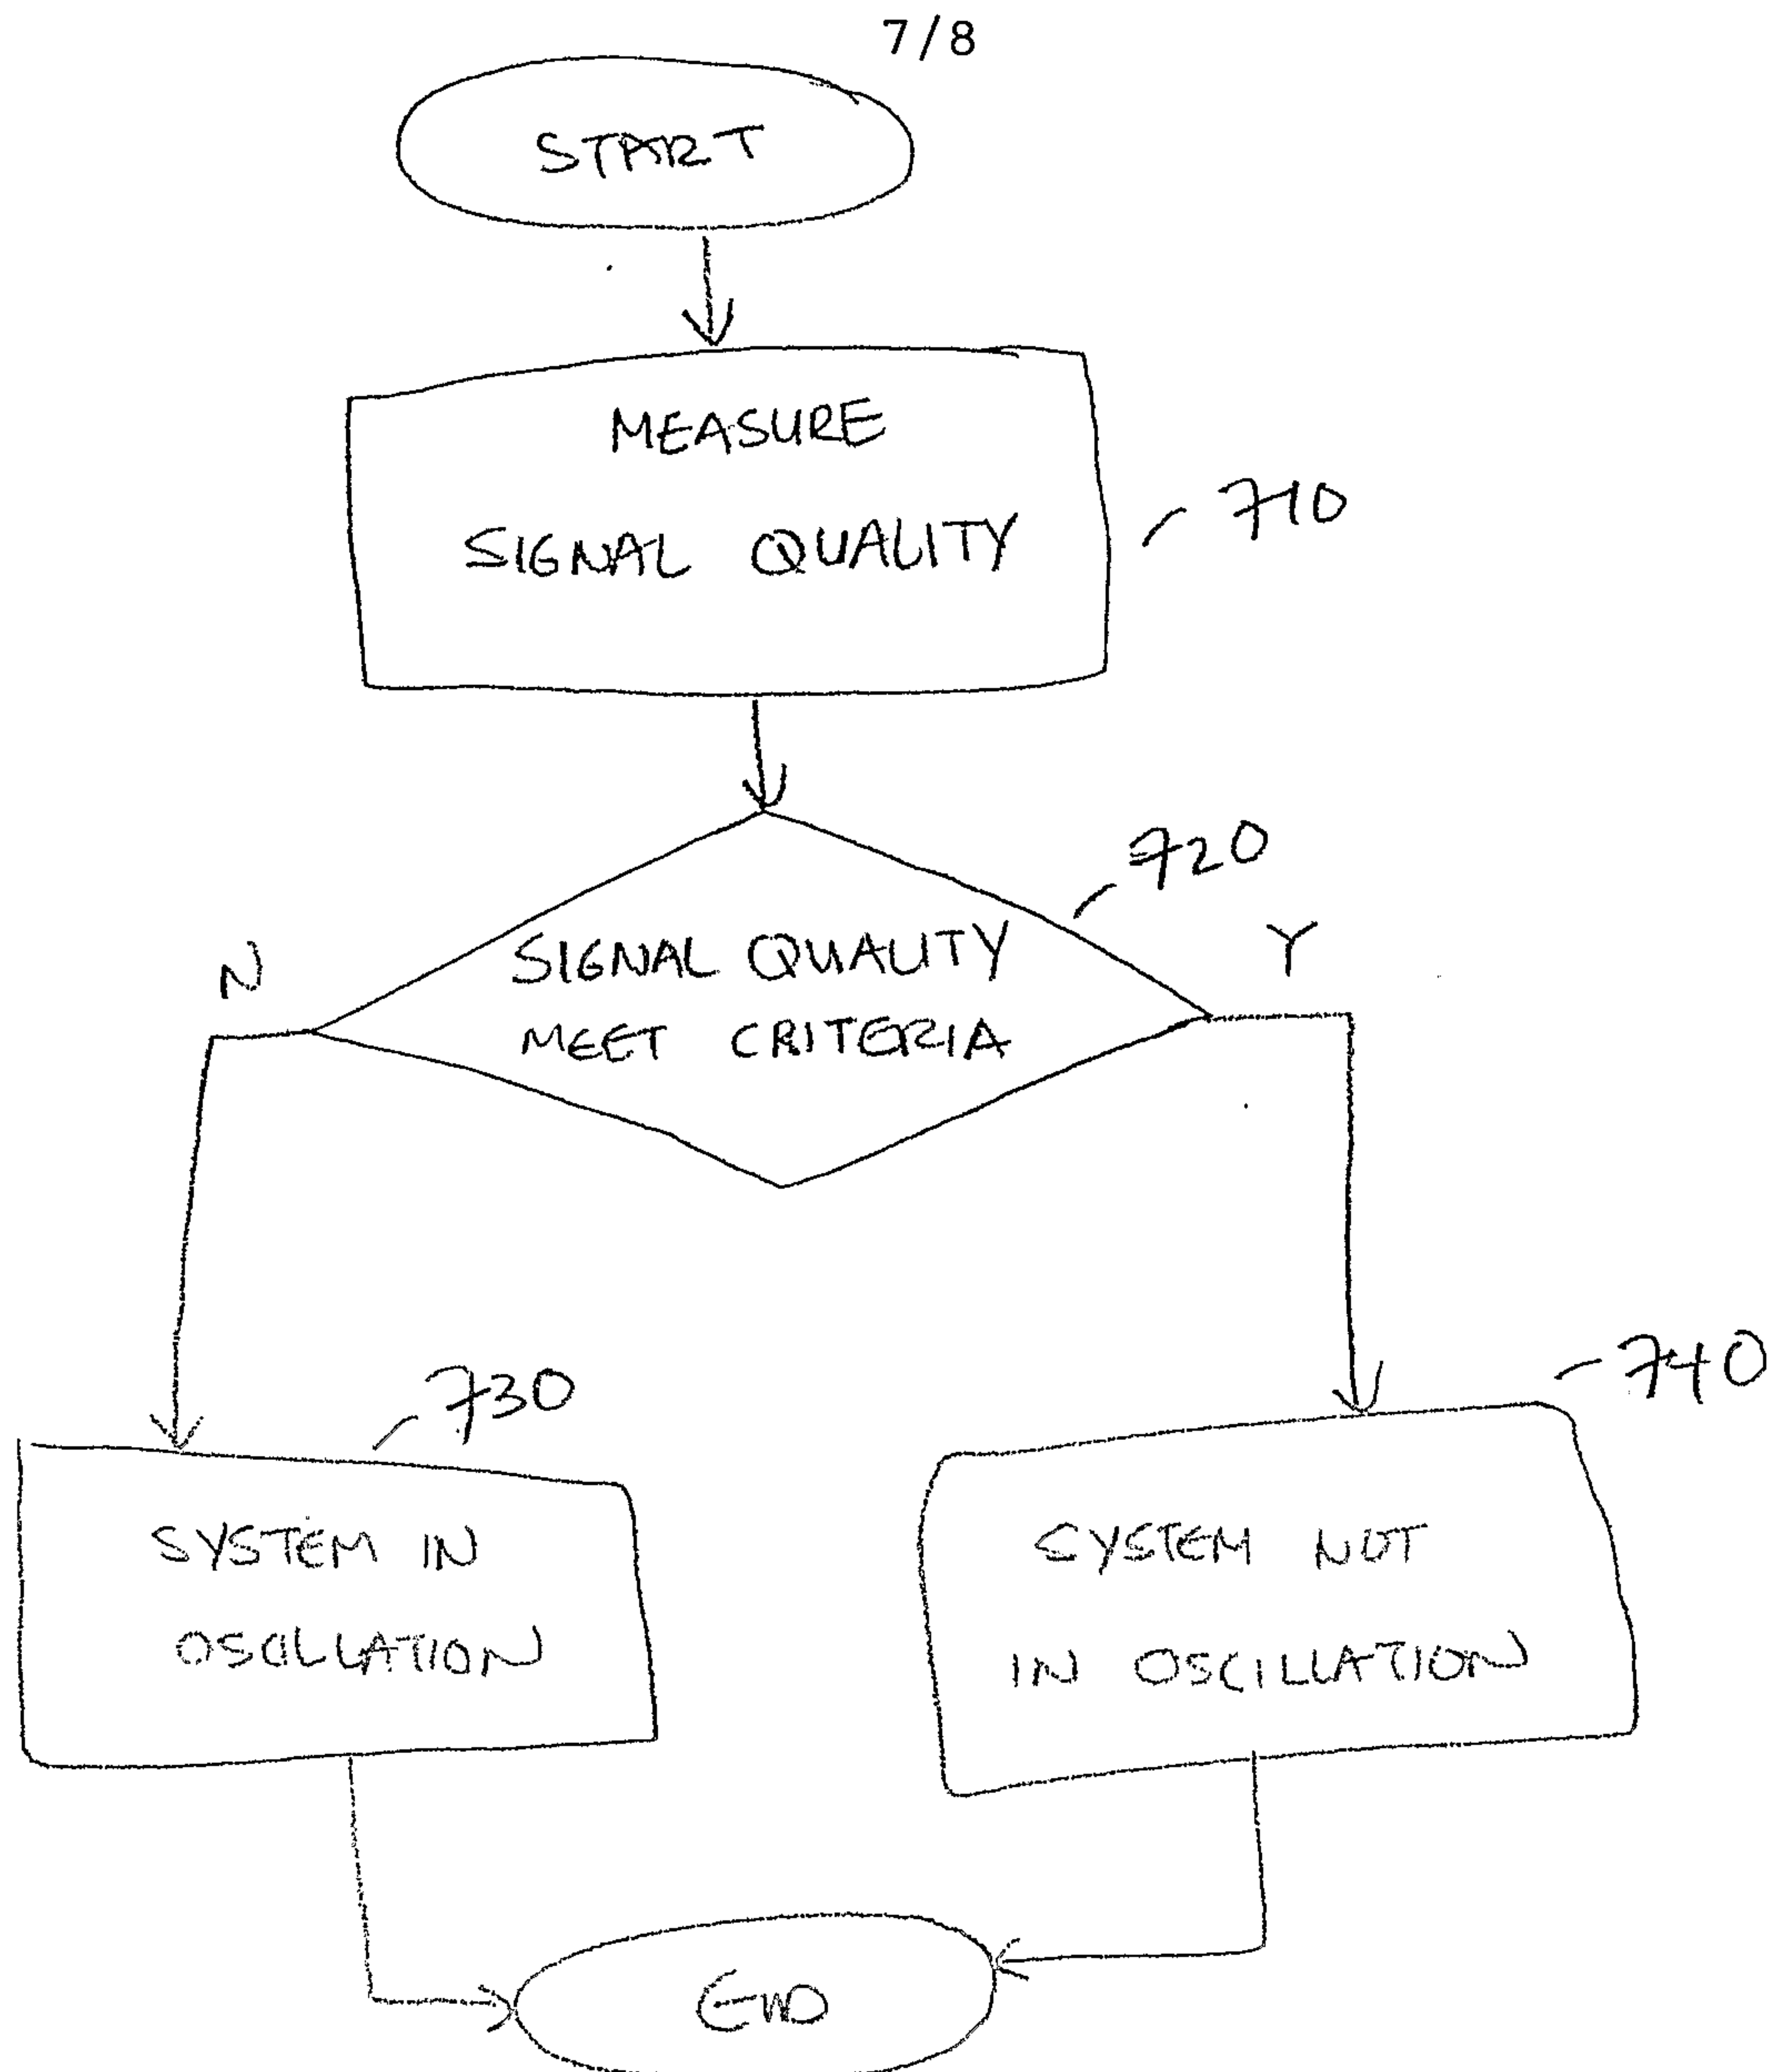 7/8
START
MEASURE
SIGNAL QUALITY
710
720
N
Y
SIGNAL QUALITY
MEET CRITERIA
730
740
SYSTEM IN
OSCILLATION
SYSTEM NOT
IN OSCILLATION
END